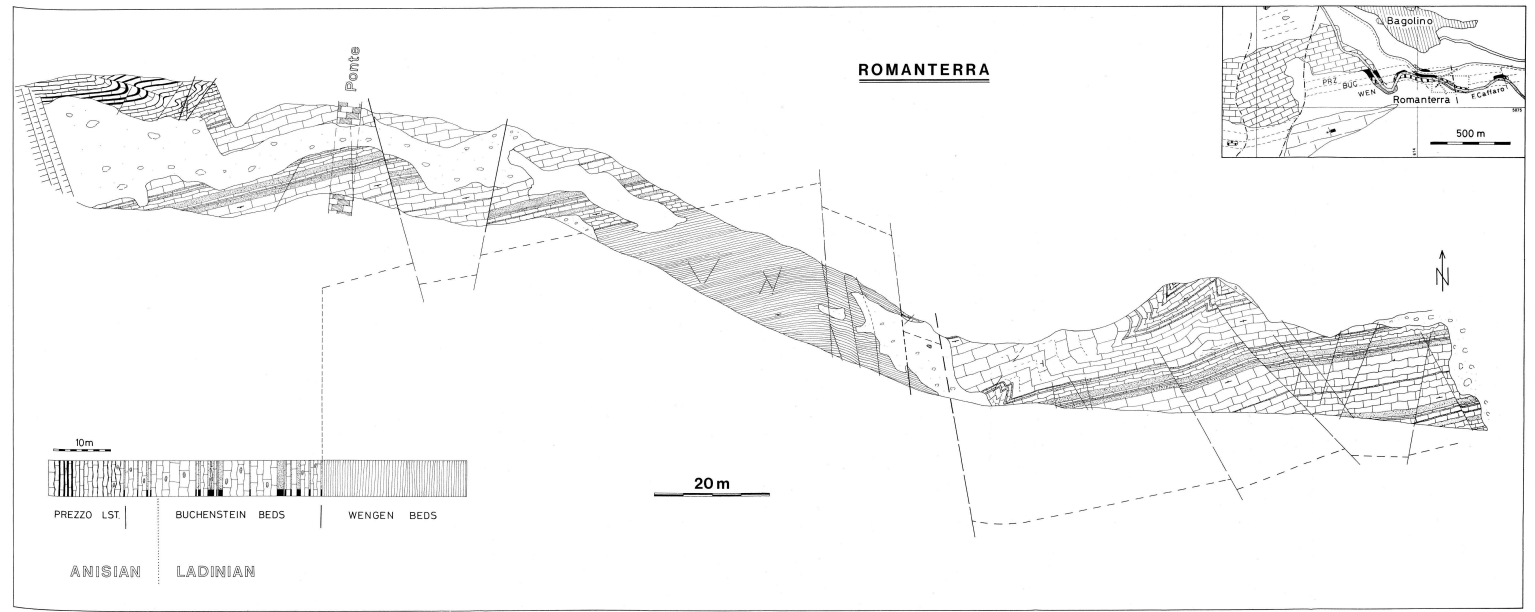 ROMANTERRA
Ponte
Bagolino
PRZ
BUC
WEN
Romanterra
F. Caffaro
5075
500 m
N
10m
20 m
PREZZO LST.
BUCHENSTEIN BEDS
WENGEN BEDS
ANISIAN
LADINIAN